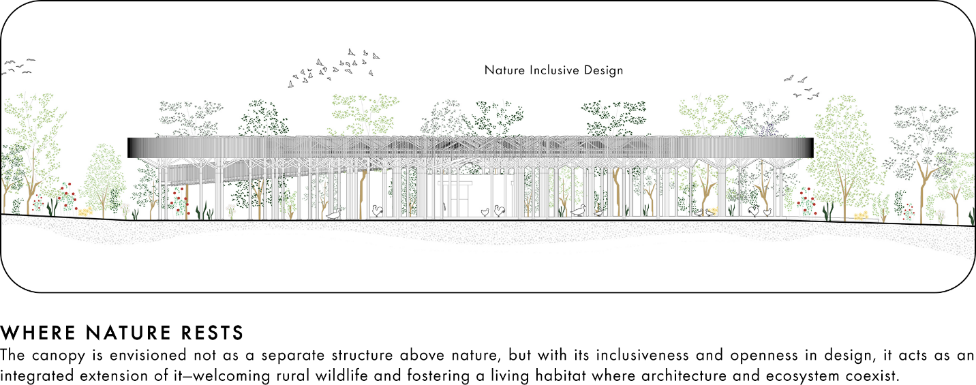 Nature Inclusive Design
WHERE NATURE RESTS
The canopy is envisioned not as a separate structure above nature, but with its inclusiveness and openness in design, it acts as an
integrated extension of it—welcoming rural wildlife and fostering a living habitat where architecture and ecosystem coexist.